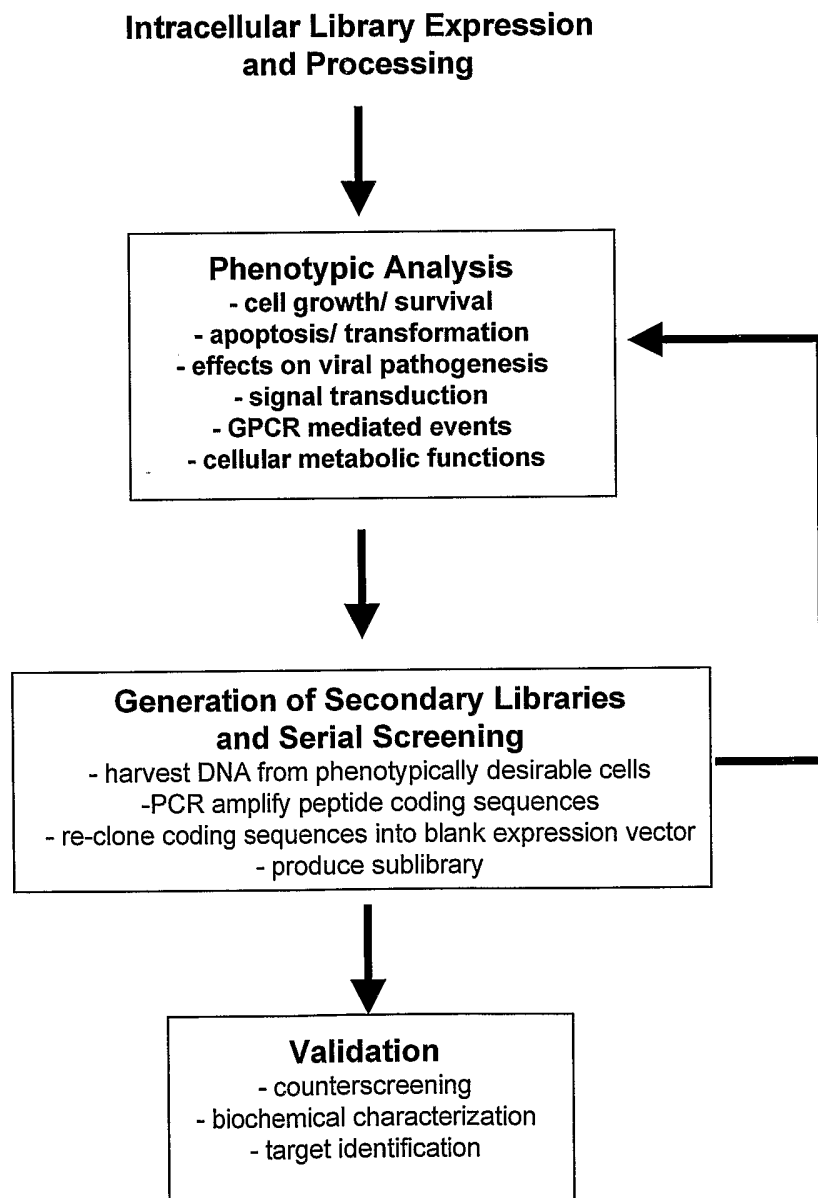 Intracellular Library Expression
and Processing
Phenotypic Analysis
- cell growth/ survival
- apoptosis/ transformation
- effects on viral pathogenesis
- signal transduction
- GPCR mediated events
- cellular metabolic functions
Generation of Secondary Libraries
and Serial Screening
- harvest DNA from phenotypically desirable cells
-PCR amplify peptide coding sequences
- re-clone coding sequences into blank expression vector
- produce sublibrary
Validation
- counterscreening
- biochemical characterization
- target identification